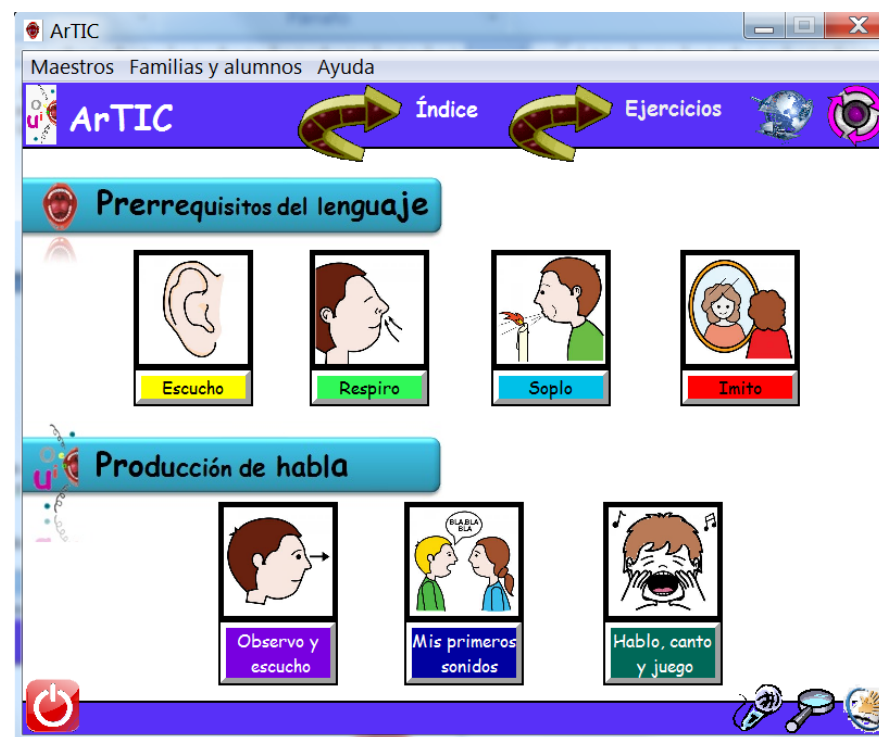 ArTIC
Maestros Familias y alumnos Ayuda
ArTIC
Índice
Ejercicios
Prerrequisitos del lenguaje
Escucho
Respiro
Soplo
Imito
Producción de habla
BLA,BLA
BLA
Observo y
escucho
Mis primeros
sonidos
Hablo, canto
y juego